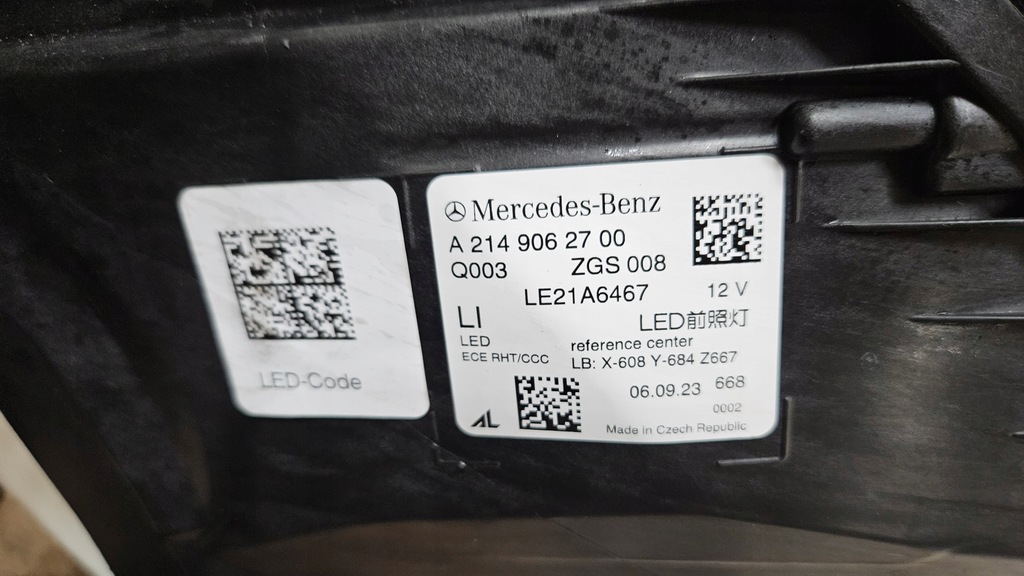 LED-Code
Mercedes-Benz
A 214 906 27 00
Q003 ZGS 008
LE21A6467 12 V
LI LED前照灯
LED reference center
ECE RHT/CCC LB: X-608 Y-684 Z667
06.09.23 668
0002
AL Made in Czech Republic